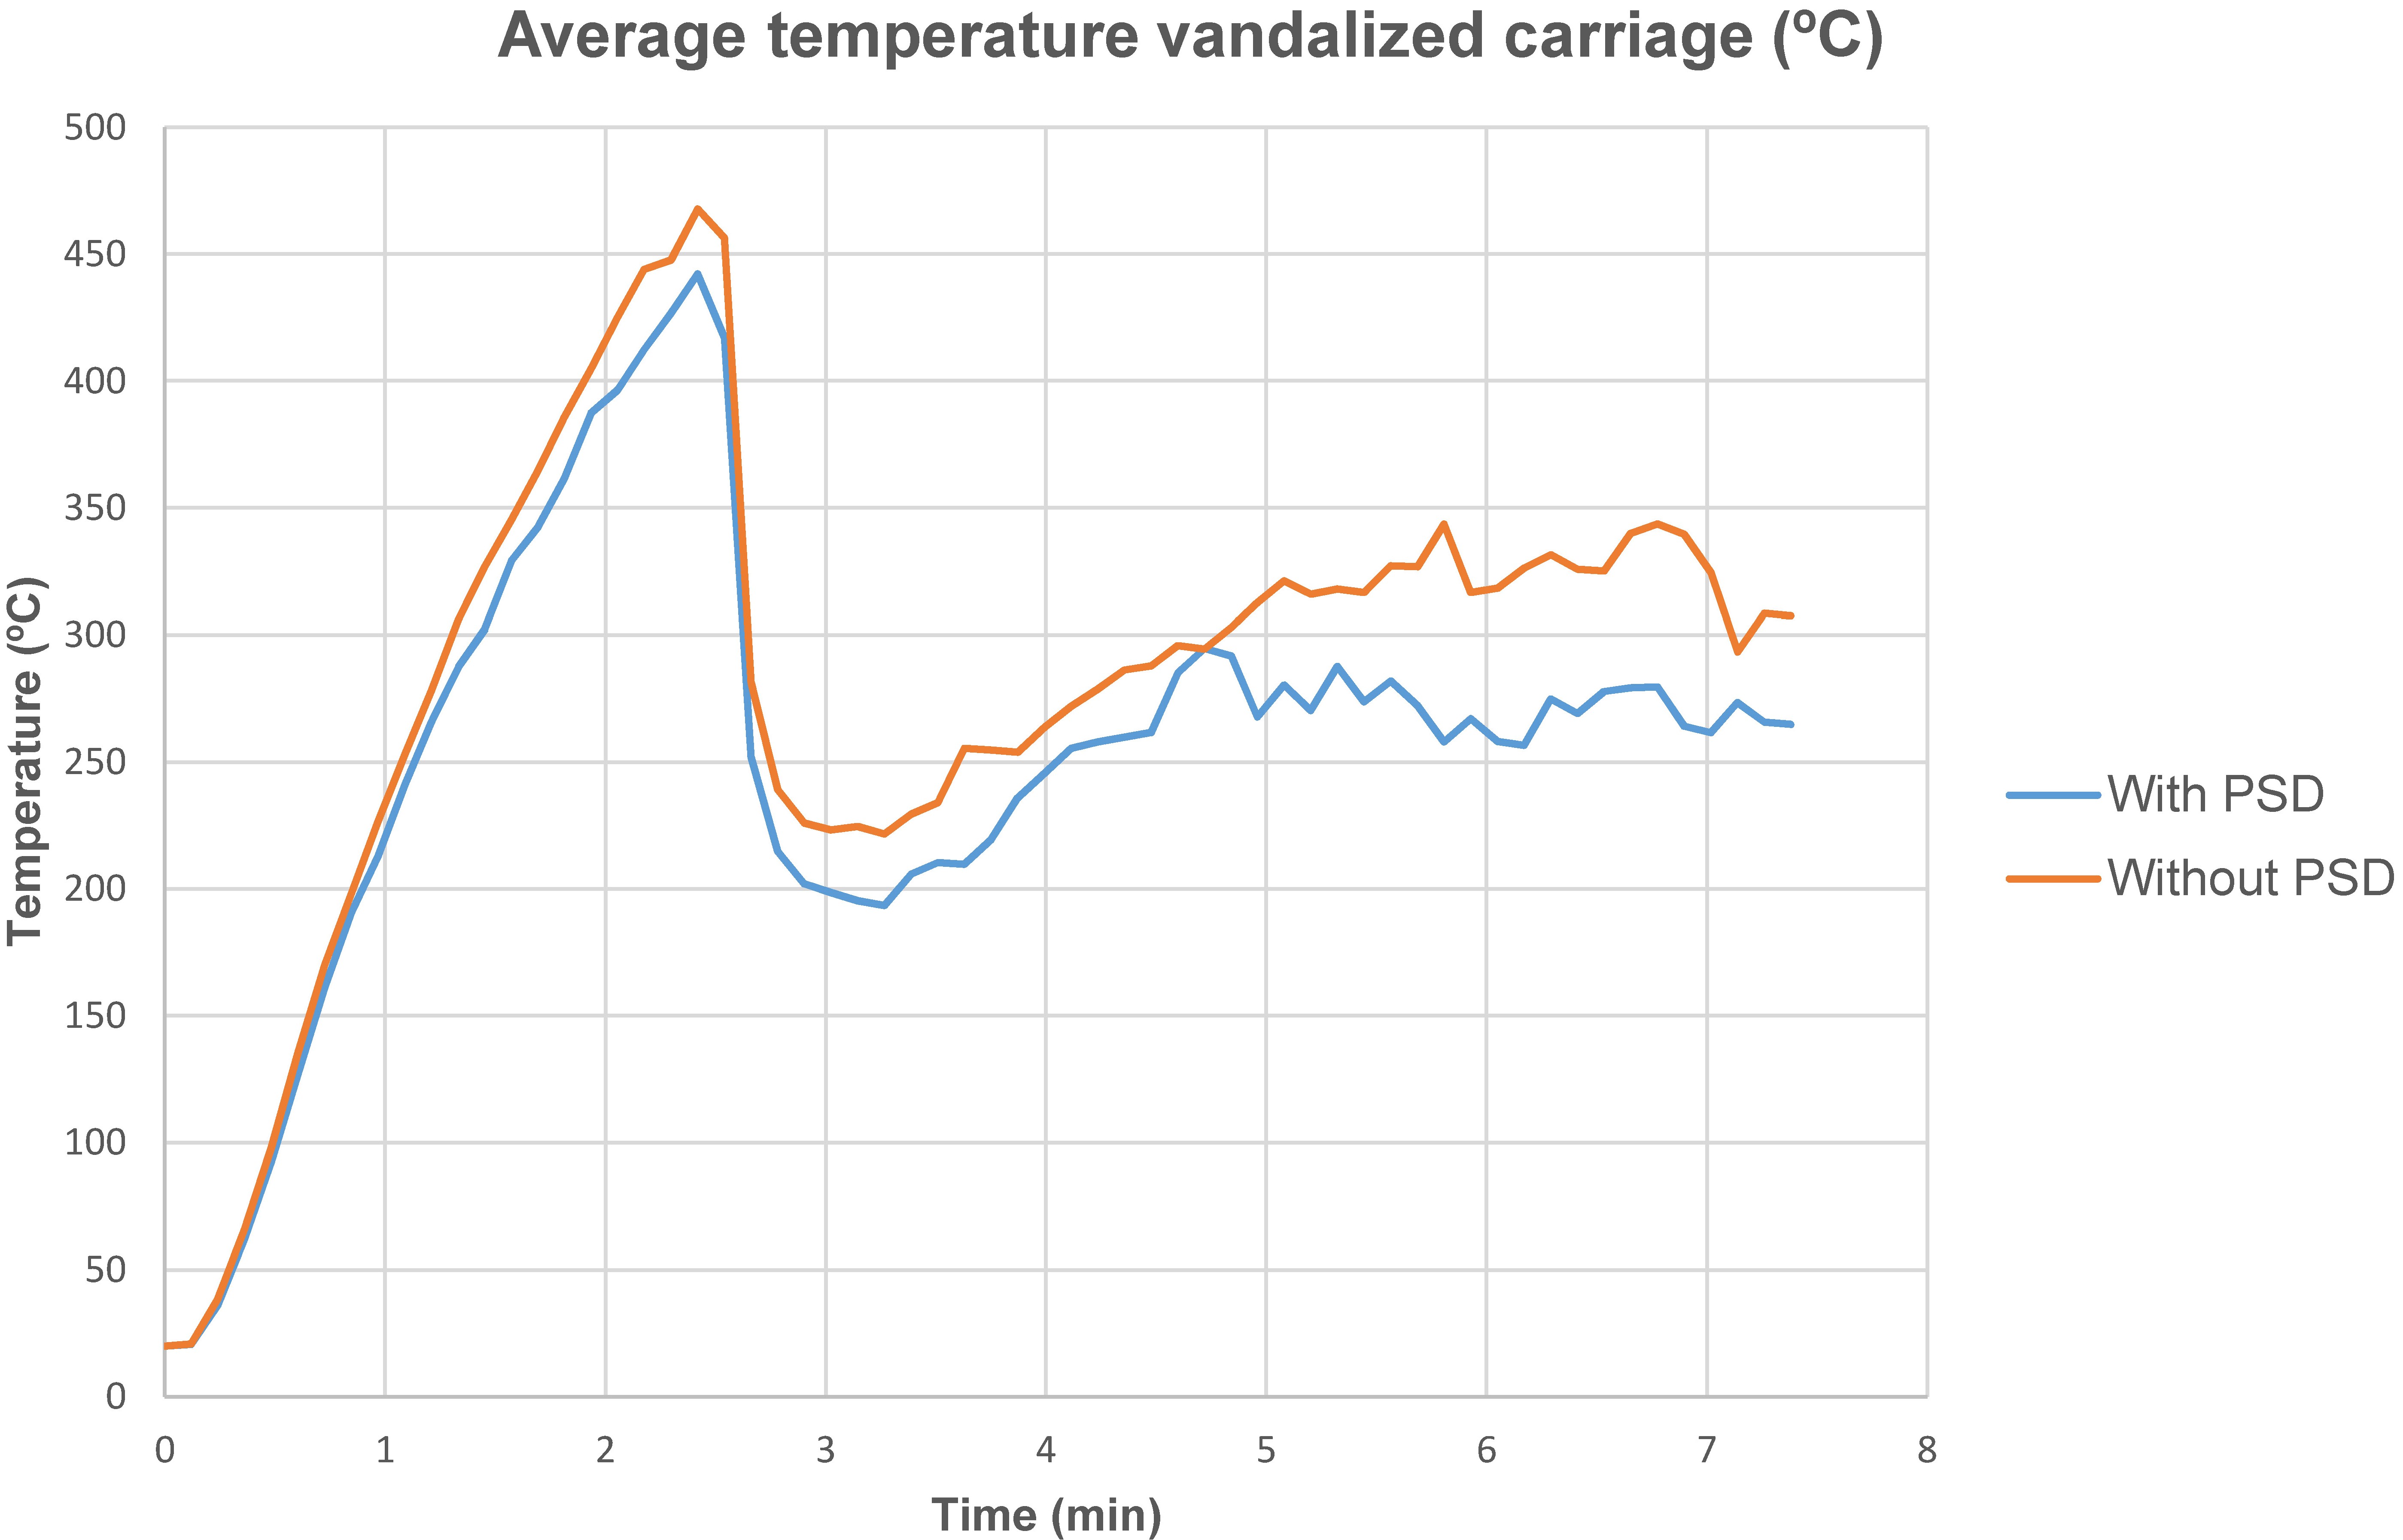 Average temperature vandalized carriage (ºC)
500
450
400
350
300
250
200
150
100
50
0
Temperature (ºC)
0 1 2 3 4 5 6 7 8
Time (min)
With PSD
Without PSD